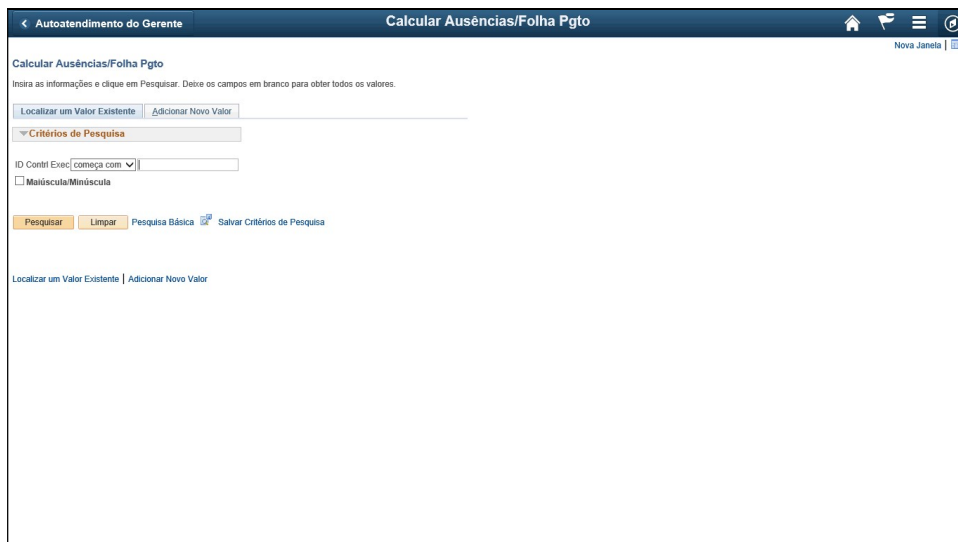 Autoatendimento do Gerente
Calcular Ausências/Folha Pgto
Nova Janela |
Calcular Ausências/Folha Pgto
Insira as informações e clique em Pesquisar. Deixe os campos em branco para obter todos os valores.
Localizar um Valor Existente Adicionar Novo Valor
Critérios de Pesquisa
ID Contrl Exec começa com
Maiúscula/Minúscula
Pesquisar Limpar Pesquisa Básica Salvar Critérios de Pesquisa
Localizar um Valor Existente | Adicionar Novo Valor